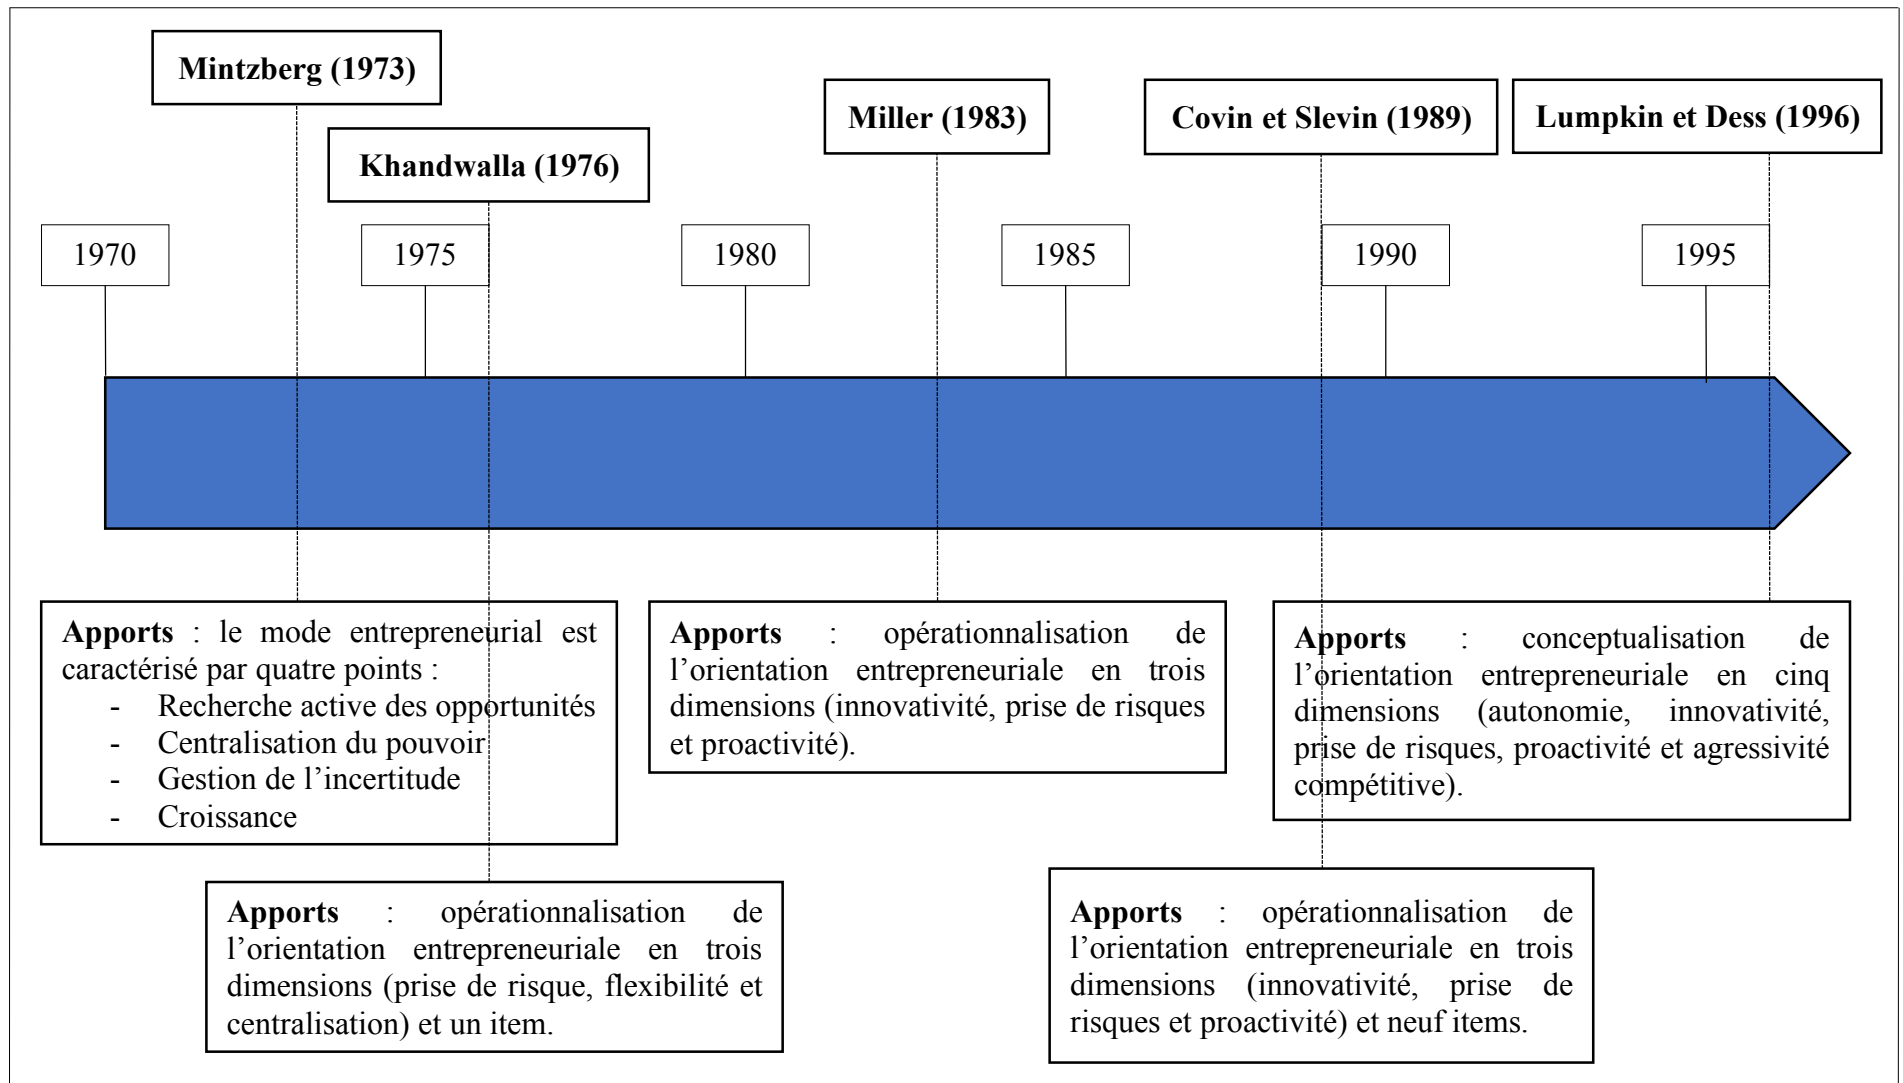 Mintzberg (1973)
Khandwalla (1976)
Miller (1983)
Covin et Slevin (1989)
Lumpkin et Dess (1996)
1970
1975
1980
1985
1990
1995
Apports : le mode entrepreneurial est
caractérisé par quatre points :
- Recherche active des opportunités
- Centralisation du pouvoir
- Gestion de l’incertitude
- Croissance
Apports : opérationnalisation de
l’orientation entrepreneuriale en trois
dimensions (prise de risque, flexibilité et
centralisation) et un item.
Apports : opérationnalisation de
l’orientation entrepreneuriale en trois
dimensions (innovativité, prise de risques
et proactivité).
Apports : opérationnalisation de
l’orientation entrepreneuriale en trois
dimensions (innovativité, prise de
risques et proactivité) et neuf items.
Apports : conceptualisation de
l’orientation entrepreneuriale en cinq
dimensions (autonomie, innovativité,
prise de risques, proactivité et agressivité
compétitive).